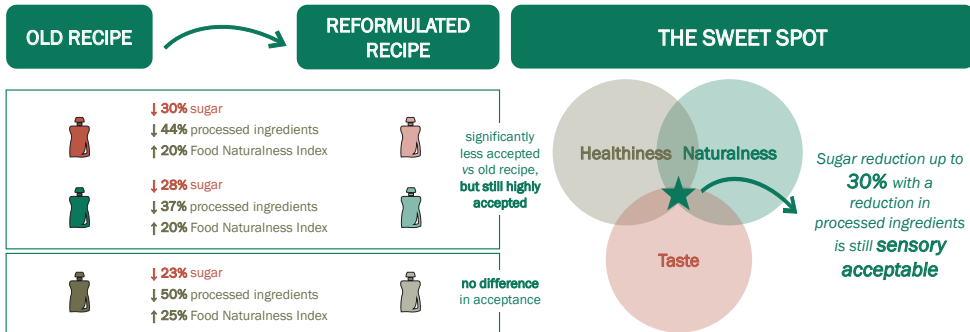 OLD RECIPE
REFORMULATED
RECIPE
THE SWEET SPOT
↓ 30% sugar
↓ 44% processed ingredients
↑ 20% Food Naturalness Index
↓ 28% sugar
↓ 37% processed ingredients
↑ 20% Food Naturalness Index
significantly
less accepted
vs old recipe,
but still highly
accepted
↓ 23% sugar
↓ 50% processed ingredients
↑ 25% Food Naturalness Index
no difference
in acceptance
Healthiness
Naturalness
Taste
Sugar reduction up to
30% with a
reduction in
processed ingredients
is still sensory
acceptable